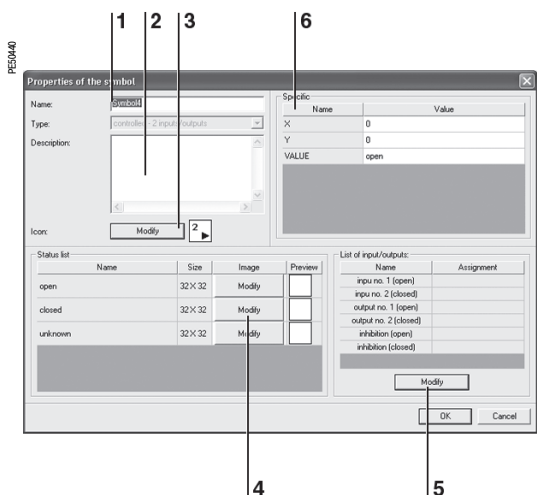 1 2 3 6
PE50440
Properties of the symbol
Name: Symbol4
Type: controlled - 2 inputs/outputs
Description:
Icon: Modify 2
Specific
Name Value
X 0
Y 0
VALUE open
Status list
Name Size Image Preview
open 32 X 32 Modify
closed 32 X 32 Modify
unknown 32 X 32 Modify
List of input/outputs:
Name Assignment
inpu no. 1 (open)
inpu no. 2 (closed)
output no. 1 (open)
output no. 2 (closed)
inhibition (open)
inhibition (closed)
Modify
OK Cancel
4 5